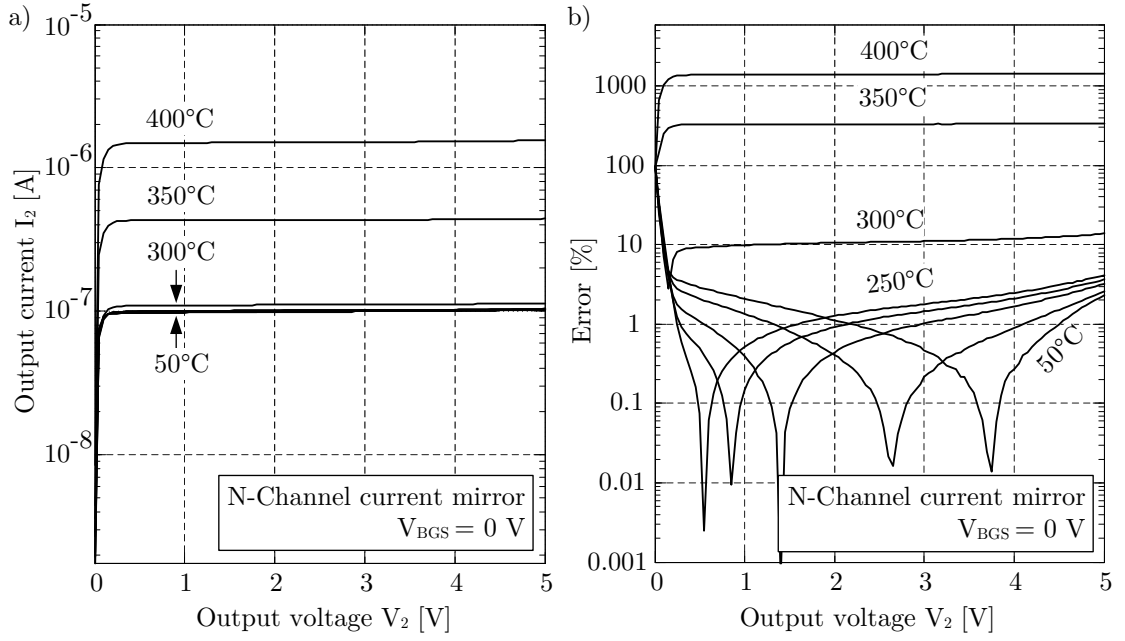 a)
Output current I₂ [A]
10⁻⁵
10⁻⁶
10⁻⁷
10⁻⁸
400°C
350°C
300°C
50°C
N-Channel current mirror
V_BGS = 0 V
0 1 2 3 4 5
Output voltage V₂ [V]
b)
Error [%]
1000
100
10
1
0.1
0.01
0.001
400°C
350°C
300°C
250°C
50°C
N-Channel current mirror
V_BGS = 0 V
0 1 2 3 4 5
Output voltage V₂ [V]